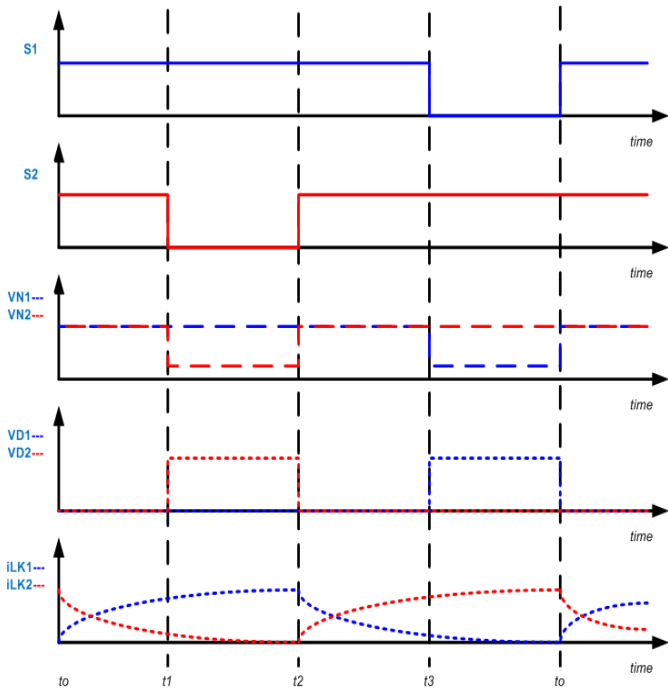 S1
time
S2
time
VN1---
VN2---
time
VD1---
VD2---
time
iLK1---
iLK2---
time
to t1 t2 t3 to